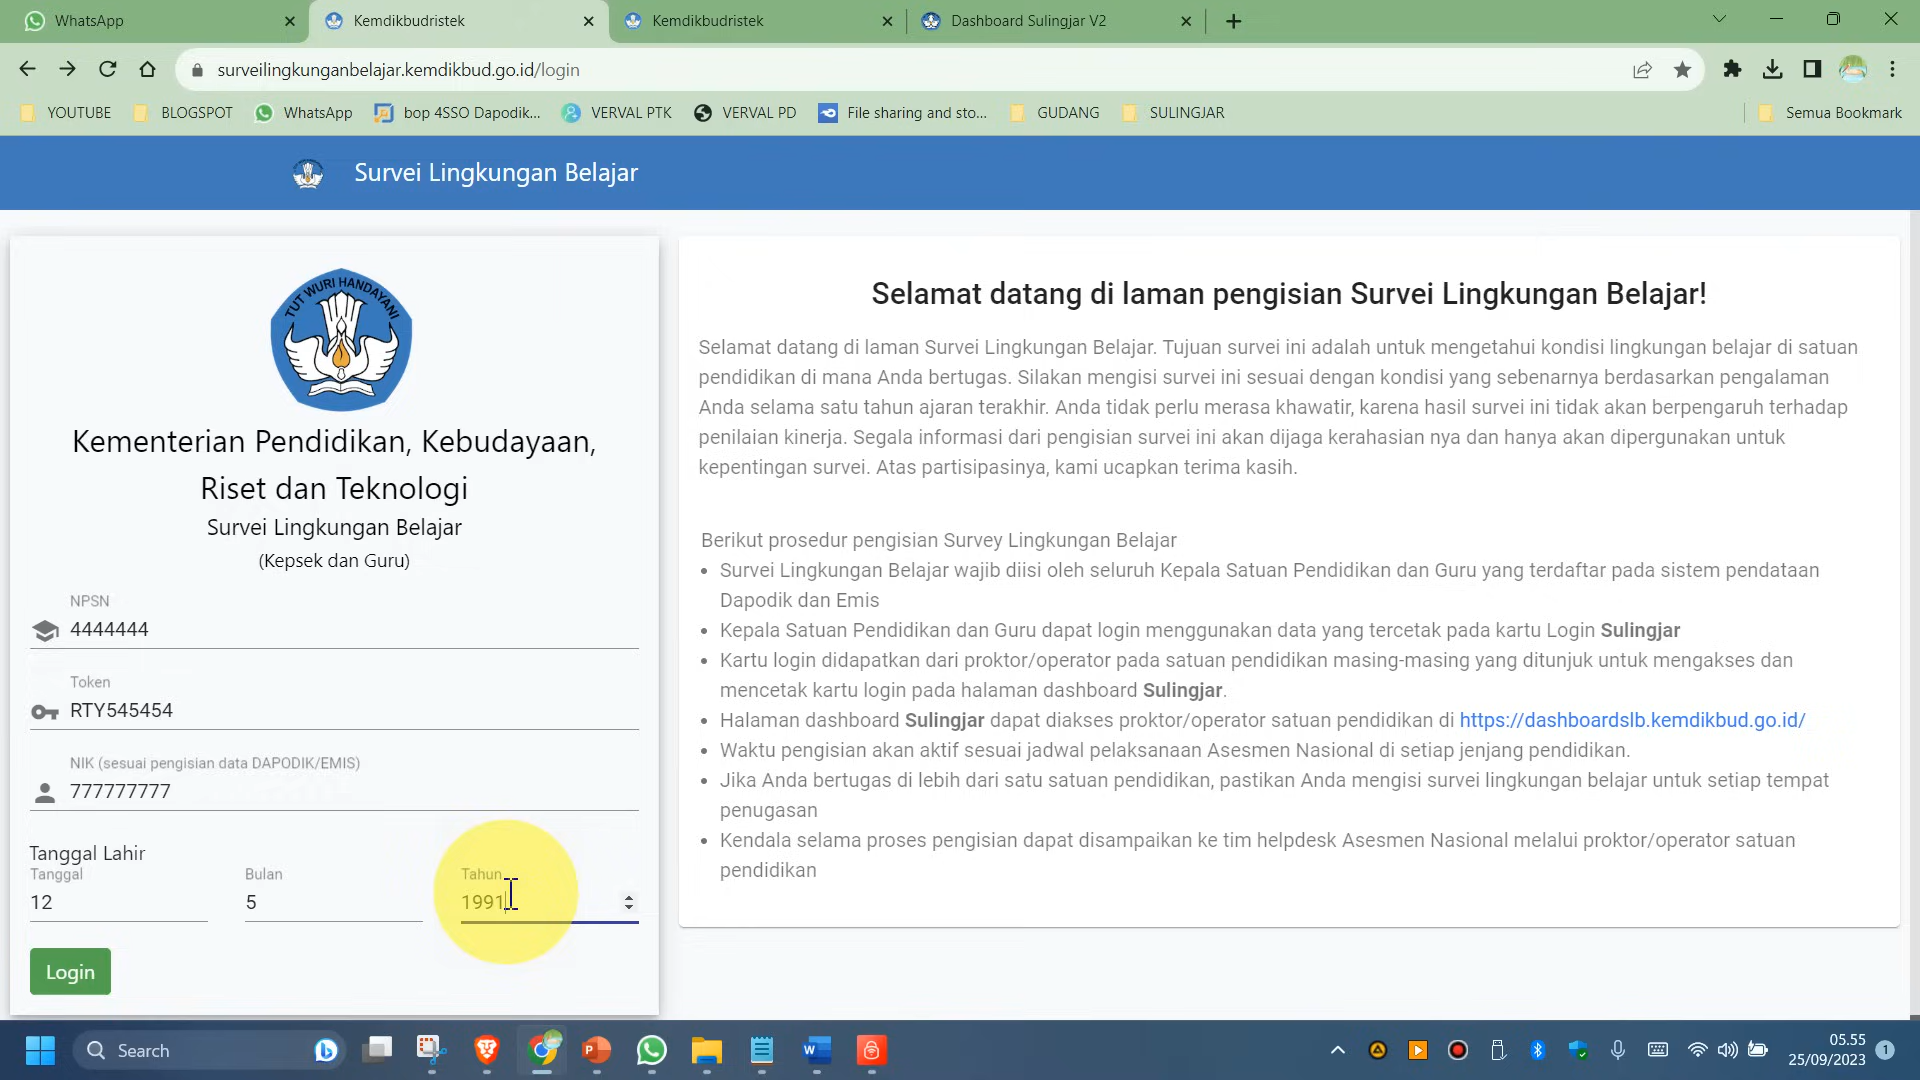 WhatsApp
Kemdikbudristek
Kemdikbudristek
Dashboard Sulingjar V2
surveilingkunganbelajar.kemdikbud.go.id/login
YOUTUBE
BLOGSPOT
WhatsApp
bop 4SSO Dapodik...
VERVAL PTK
VERVAL PD
File sharing and sto...
GUDANG
SULINGJAR
Semua Bookmark
Survei Lingkungan Belajar
TUT WURI HANDAYANI
Kementerian Pendidikan, Kebudayaan,
Riset dan Teknologi
Survei Lingkungan Belajar
(Kepsek dan Guru)
NPSN
4444444
Token
RTY545454
NIK (sesuai pengisian data DAPODIK/EMIS)
777777777
Tanggal Lahir
Tanggal
Bulan
Tahun
12
5
1991
Login
Selamat datang di laman pengisian Survei Lingkungan Belajar!
Selamat datang di laman Survei Lingkungan Belajar. Tujuan survei ini adalah untuk mengetahui kondisi lingkungan belajar di satuan
pendidikan di mana Anda bertugas. Silakan mengisi survei ini sesuai dengan kondisi yang sebenarnya berdasarkan pengalaman
Anda selama satu tahun ajaran terakhir. Anda tidak perlu merasa khawatir, karena hasil survei ini tidak akan berpengaruh terhadap
penilaian kinerja. Segala informasi dari pengisian survei ini akan dijaga kerahasian nya dan hanya akan dipergunakan untuk
kepentingan survei. Atas partisipasinya, kami ucapkan terima kasih.
Berikut prosedur pengisian Survey Lingkungan Belajar
• Survei Lingkungan Belajar wajib diisi oleh seluruh Kepala Satuan Pendidikan dan Guru yang terdaftar pada sistem pendataan
Dapodik dan Emis
• Kepala Satuan Pendidikan dan Guru dapat login menggunakan data yang tercetak pada kartu Login Sulingjar
• Kartu login didapatkan dari proktor/operator pada satuan pendidikan masing-masing yang ditunjuk untuk mengakses dan
mencetak kartu login pada halaman dashboard Sulingjar.
• Halaman dashboard Sulingjar dapat diakses proktor/operator satuan pendidikan di https://dashboardslb.kemdikbud.go.id/
• Waktu pengisian akan aktif sesuai jadwal pelaksanaan Asesmen Nasional di setiap jenjang pendidikan.
• Jika Anda bertugas di lebih dari satu satuan pendidikan, pastikan Anda mengisi survei lingkungan belajar untuk setiap tempat
penugasan
• Kendala selama proses pengisian dapat disampaikan ke tim helpdesk Asesmen Nasional melalui proktor/operator satuan
pendidikan
Search
05.55
25/09/2023
1